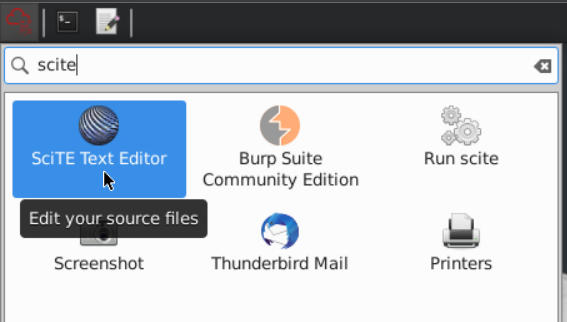 scite
SciTE Text Editor
Burp Suite
Community Edition
Run scite
Edit your source files
Screenshot
Thunderbird Mail
Printers